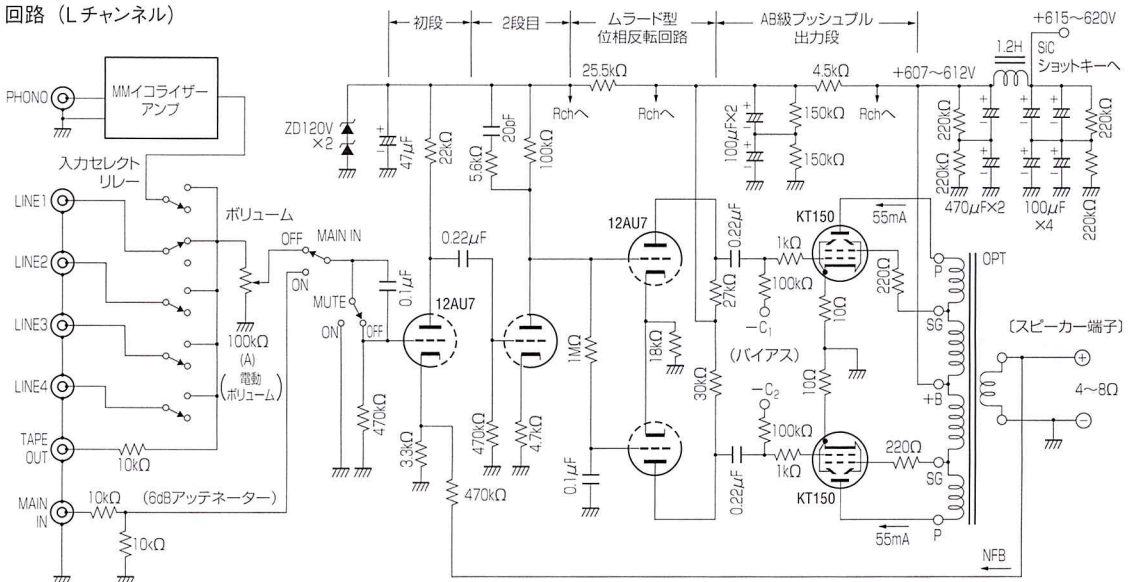 回路 (Lチャンネル)
初段
2段目
ムラード型
位相反転回路
AB級プッシュプル
出力段
+615〜620V
SiC
ショットキーへ
1.2H
+607〜612V
25.5kΩ
4.5kΩ
Rchへ
Rchへ
Rchへ
PHONO
MMイコライザー
アンプ
ZD120V
×2
47μF
22kΩ
20pF
5.6kΩ
100kΩ
100μF×2
150kΩ
150kΩ
220kΩ
220kΩ
470μF×2
100μF
×4
220kΩ
220kΩ
入力セレクト
リレー
LINE1
LINE2
LINE3
LINE4
TAPE
OUT
MAIN
IN
ボリューム
100kΩ
(A)
(電動
ボリューム)
OFF
MAIN IN
ON
MUTE
ON
OFF
0.1μF
12AU7
0.22μF
470kΩ
3.3kΩ
470kΩ
4.7kΩ
470kΩ
10kΩ
10kΩ
(6dBアッテネーター)
10kΩ
12AU7
1MΩ
0.1μF
18kΩ
27kΩ
30kΩ
0.22μF
0.22μF
1kΩ
100kΩ
−C1
(バイアス)
−C2
100kΩ
1kΩ
KT150
55mA
10Ω
10Ω
220Ω
220Ω
KT150
55mA
P
OPT
SG
+B
SG
P
〔スピーカー端子〕
+
4〜8Ω
−
NFB